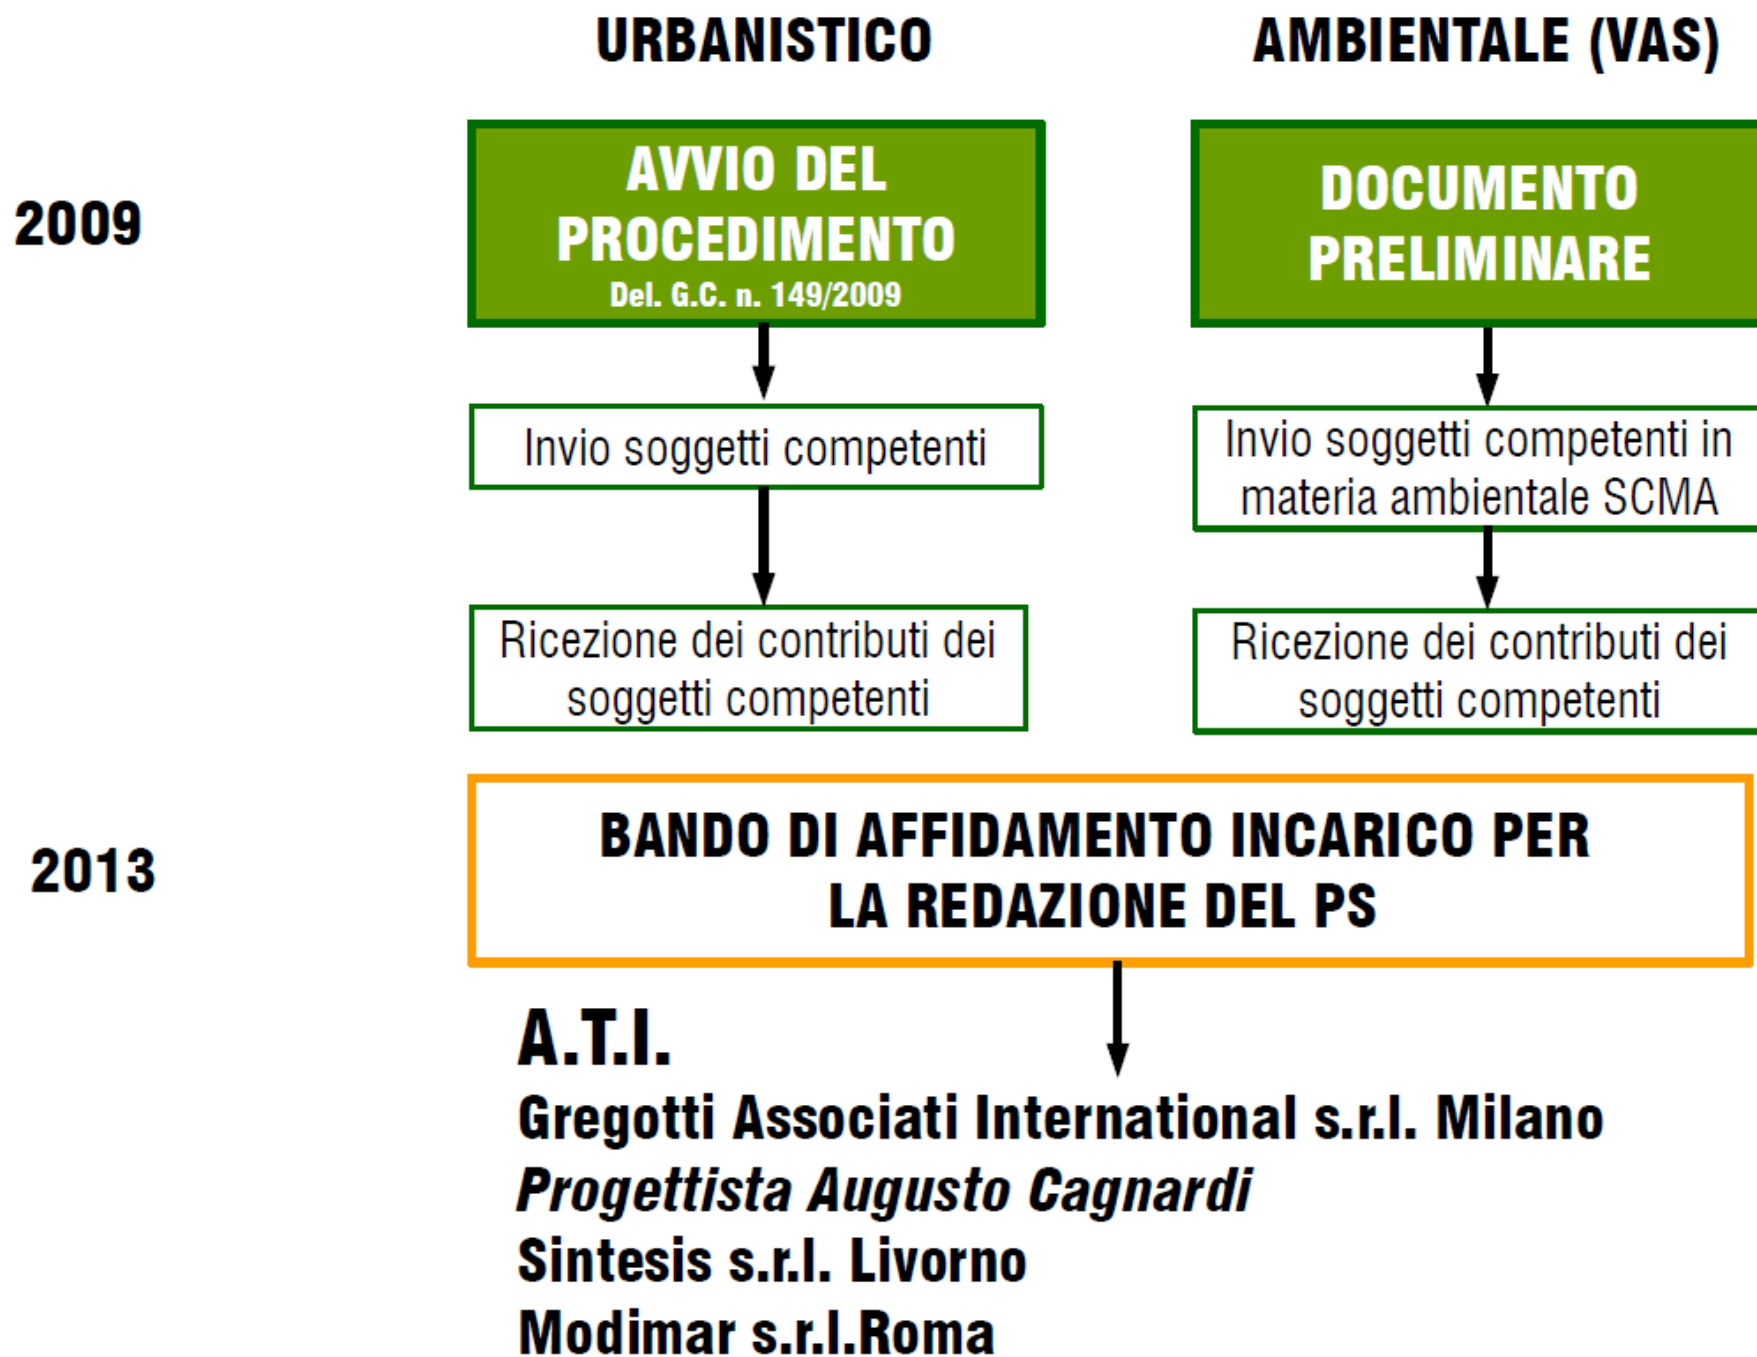 URBANISTICO
AMBIENTALE (VAS)
2009
AVVIO DEL
PROCEDIMENTO
Del. G.C. n. 149/2009
DOCUMENTO
PRELIMINARE
Invio soggetti competenti
Invio soggetti competenti in
materia ambientale SCMA
Ricezione dei contributi dei
soggetti competenti
Ricezione dei contributi dei
soggetti competenti
2013
BANDO DI AFFIDAMENTO INCARICO PER
LA REDAZIONE DEL PS
A.T.I.
Gregotti Associati International s.r.l. Milano
Progettista Augusto Cagnardi
Sintesis s.r.l. Livorno
Modimar s.r.l.Roma